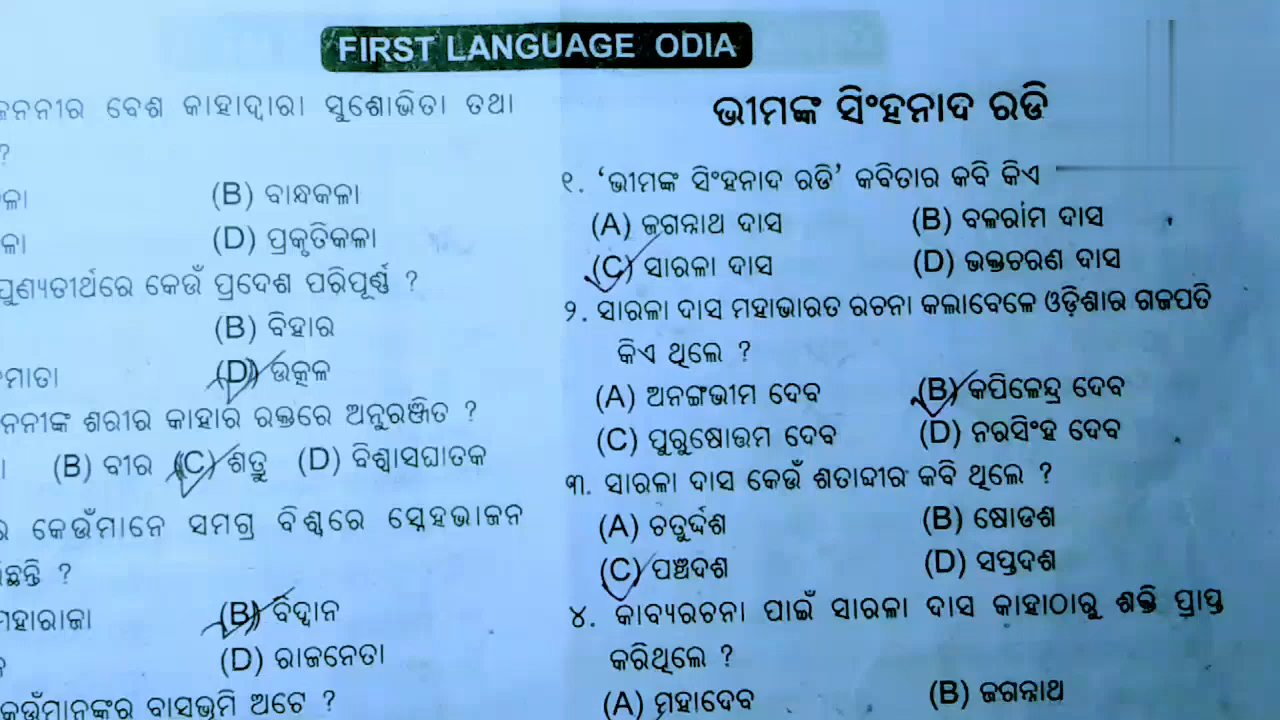 FIRST LANGUAGE ODIA
ବେଶ କାହାଦ୍ୱାରା ସୁଶୋଭିତା ତଥା
?
(B) ବାନ୍ଧକଳା
(D) ପ୍ରକୃତିକଳା
ପୁଣ୍ୟତୀର୍ଥରେ କେଉଁ ପ୍ରଦେଶ ପରିପୂର୍ଣ୍ଣ ?
(B) ବିହାର
(D) ଉତ୍କଳ
ଶରୀର କାହାର ରକ୍ତରେ ଅନୁରଞ୍ଜିତ ?
(B) ବୀର (C) ଶତ୍ରୁ (D) ବିଶ୍ୱାସଘାତକ
କେଉଁମାନେ ସମଗ୍ର ବିଶ୍ୱରେ ସ୍ନେହଭାଜନ
?
ମହାରାଜା (B) ବିଦ୍ୱାନ
(D) ରାଜନେତା
କେଉଁମାନଙ୍କର ବାସଭୂମି ଅଟେ ?
ଭୀମଙ୍କ ସିଂହନାଦ ରଡି
୧. ‘ଭୀମଙ୍କ ସିଂହନାଦ ରଡି’ କବିତାର କବି କିଏ
(A) ଜଗନ୍ନାଥ ଦାସ (B) ବଳରାମ ଦାସ
(C) ସାରଳା ଦାସ (D) ଭକ୍ତଚରଣ ଦାସ
୨. ସାରଳା ଦାସ ମହାଭାରତ ରଚନା କଲାବେଳେ ଓଡ଼ିଶାର ଗଜପତି
କିଏ ଥିଲେ ?
(A) ଅନଙ୍ଗଭୀମ ଦେବ (B) କପିଳେନ୍ଦ୍ର ଦେବ
(C) ପୁରୁଷୋତ୍ତମ ଦେବ (D) ନରସିଂହ ଦେବ
୩. ସାରଳା ଦାସ କେଉଁ ଶତାବ୍ଦୀର କବି ଥିଲେ ?
(A) ଚତୁର୍ଦ୍ଦଶ (B) ଷୋଡଶ
(C) ପଞ୍ଚଦଶ (D) ସପ୍ତଦଶ
୪. କାବ୍ୟରଚନା ପାଇଁ ସାରଳା ଦାସ କାହାଠାରୁ ଶକ୍ତି ପ୍ରାପ୍ତ
କରିଥିଲେ ?
(A) ମହାଦେବ (B) ଜଗନ୍ନାଥ